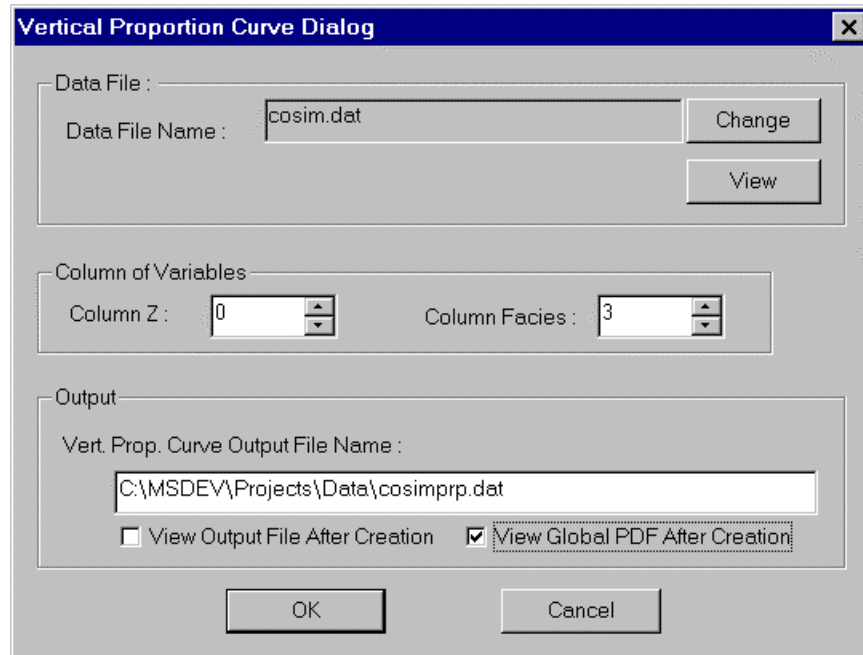 Vertical Proportion Curve Dialog
Data File :
Data File Name :
cosim.dat
Change
View
Column of Variables
Column Z :
0
Column Facies :
3
Output
Vert. Prop. Curve Output File Name :
C:\MSDEV\Projects\Data\cosimprp.dat
View Output File After Creation
View Global PDF After Creation
OK
Cancel